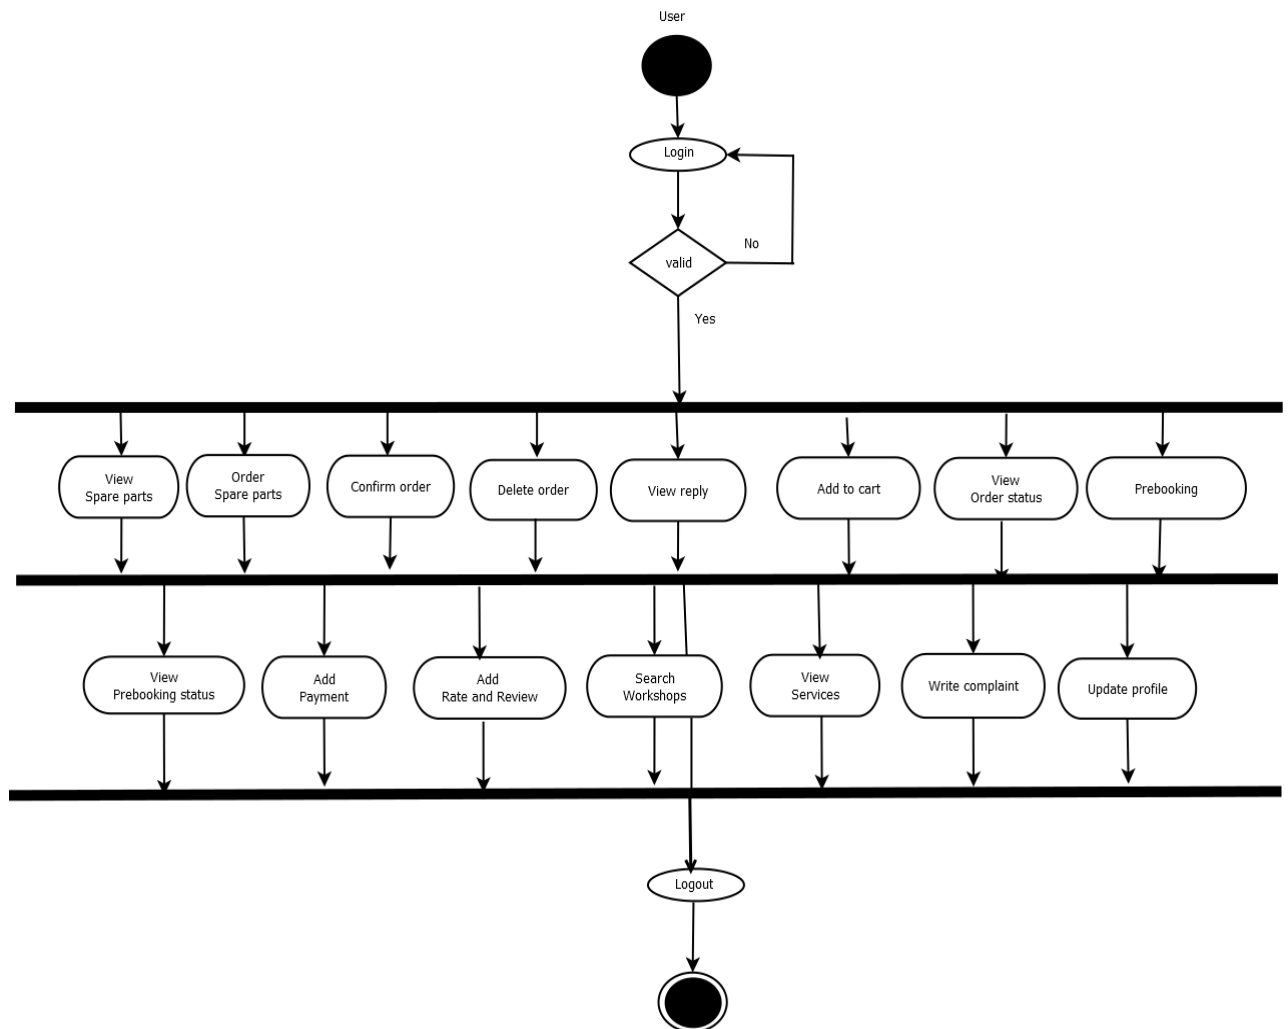 User
Login
valid
No
Yes
View
Spare parts
Order
Spare parts
Confirm order
Delete order
View reply
Add to cart
View
Order status
Prebooking
View
Prebooking status
Add
Payment
Add
Rate and Review
Search
Workshops
View
Services
Write complaint
Update profile
Logout